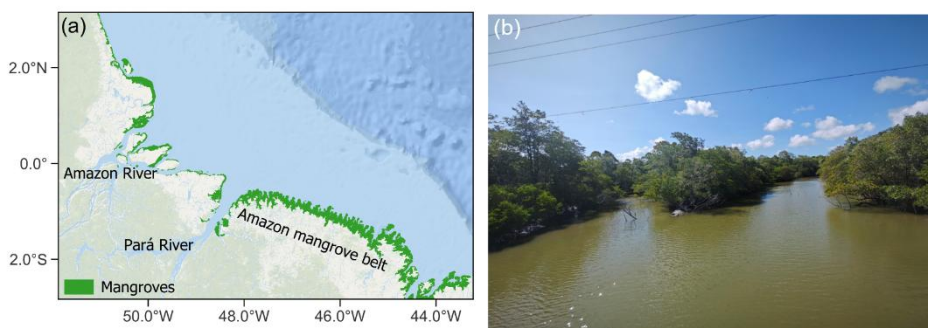 (a)
2.0°N
0.0°
2.0°S
Amazon River
Pará River
Amazon mangrove belt
Mangroves
50.0°W 48.0°W 46.0°W 44.0°W
(b)